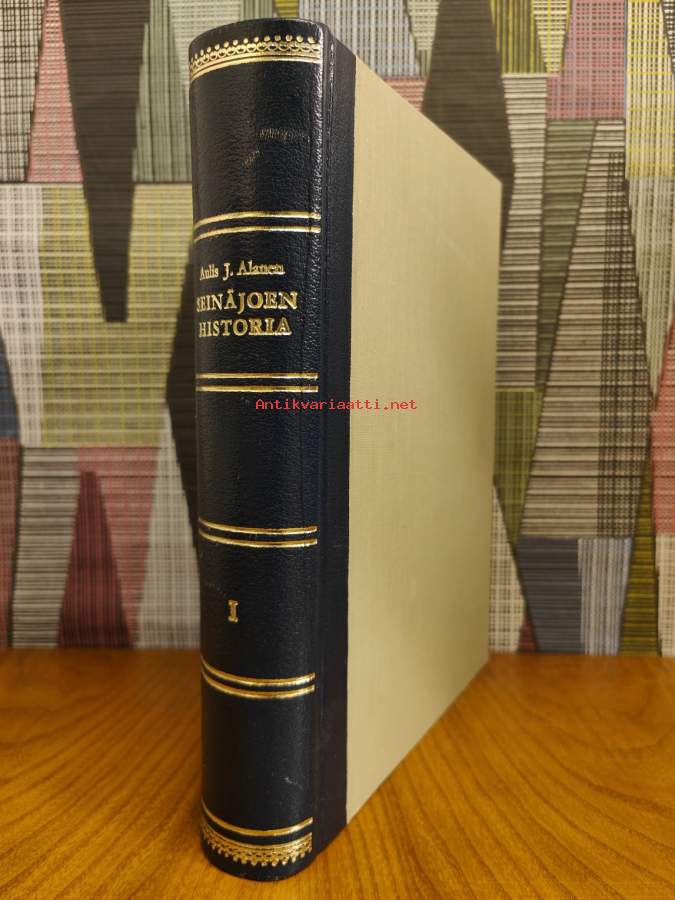 Aulis J. Alanen
SEINÄJOEN
HISTORIA
Antikvariaatti.net
I